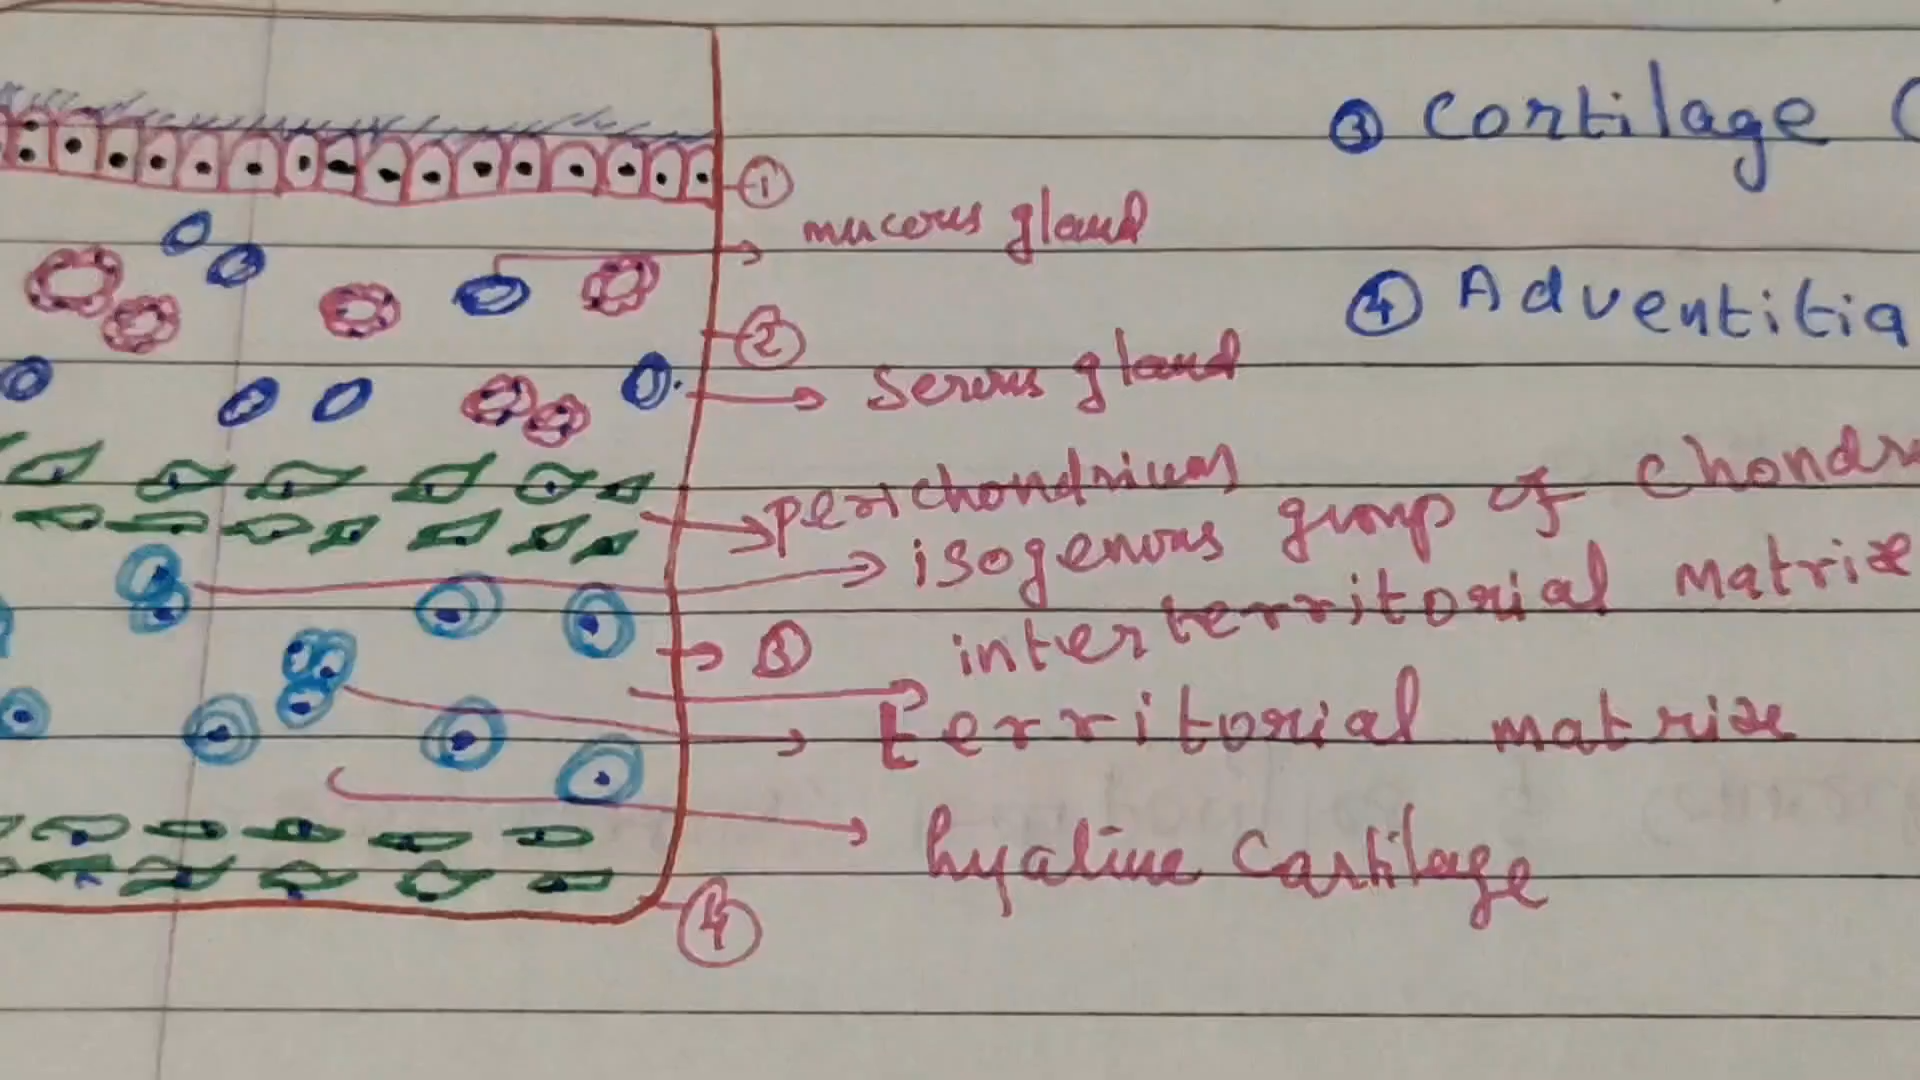 ③ Cortilage (
①
mucous gland
④ Adventitia
②
Serous gland
perichondrium
isogenous group of chondr
interterritorial matrix
③
territorial matrix
hyaline Cartilage
④